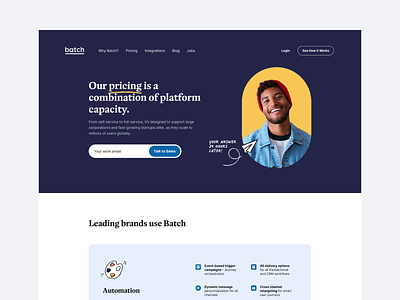 batch
Why Batch?
Pricing
Integrations
Blog
Jobs
Login
See How it Works
Our pricing is a
combination of platform
capacity.
From self-service to full-service, it's designed to support large
corporations and fast-growing startups alike, as they scale to
millions of users globally.
Your work email
Talk to Sales
YOUR ANSWER
24 HOURS
LATER!
Leading brands use Batch
Automation
Event-based trigger
campaigns - Journey
orchestration
All delivery options
for all transactional
and CRM workflows
Dynamic message
personalization for all
channels
Cross channel
retargeting for smart
user journeys